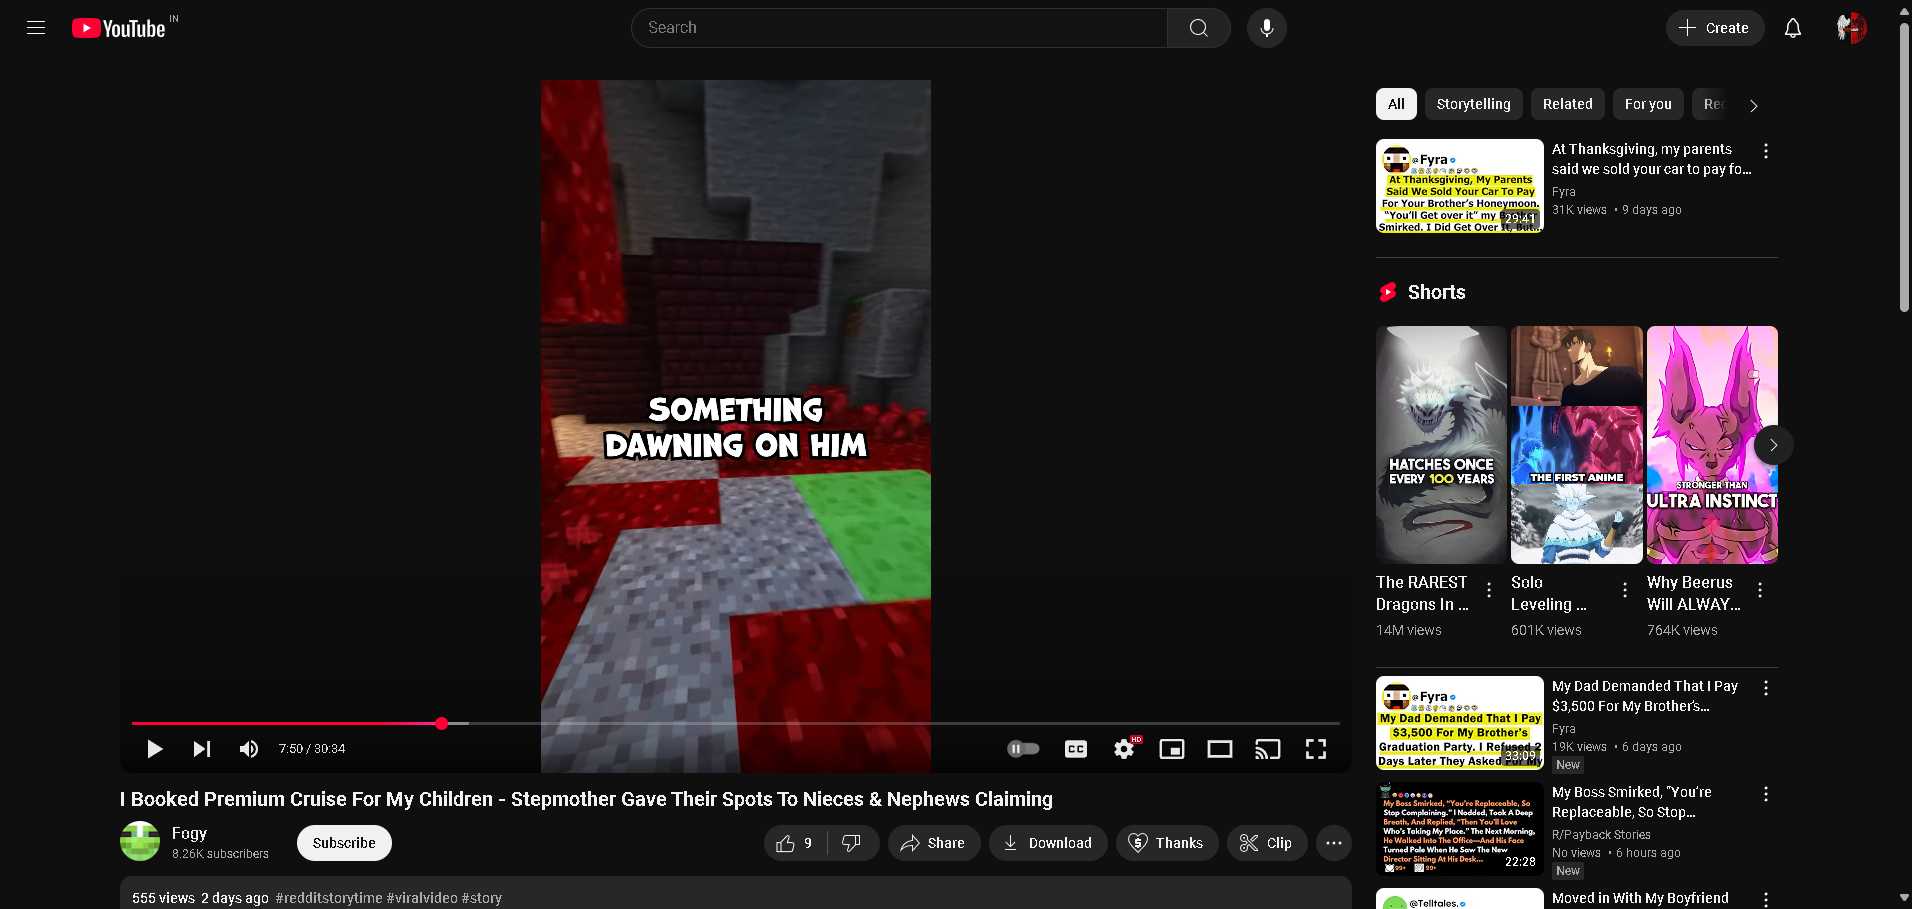 YouTube IN
Search
Create
All
Storytelling
Related
For you
SOMETHING
DAWNING ON HIM
7:50 / 30:34
CC
HD
I Booked Premium Cruise For My Children - Stepmother Gave Their Spots To Nieces & Nephews Claiming
Fogy
8.26K subscribers
Subscribe
9
Share
Download
Thanks
Clip
555 views 2 days ago #redditstorytime #viralvideo #story
@Fyra
At Thanksgiving, My Parents
Said We Sold Your Car To Pay
For Your Brother's Honeymoon.
"You'll Get over it" my
Smirked. I Did Get Over It, But...
29:41
At Thanksgiving, my parents
said we sold your car to pay fo...
Fyra
31K views • 9 days ago
Shorts
HATCHES ONCE
EVERY 100 YEARS
The RAREST
Dragons In ...
14M views
THE FIRST ANIME
Solo
Leveling ...
601K views
STRONGER THAN
ULTRA INSTINCT
Why Beerus
Will ALWAY...
764K views
@Fyra
My Dad Demanded That I Pay
$3,500 For My Brother's
Graduation Party. I Refused 2
Days Later They Asked For My
33:09
My Dad Demanded That I Pay
$3,500 For My Brother's...
Fyra
19K views • 6 days ago
New
My Boss Smirked, "You're Replaceable, So
Stop Complaining." I Nodded, Took A Deep
Breath, And Replied, "Then You'll Love
Who's Taking My Place." The Next Morning,
He Walked Into The Office—And His Face
Turned Pale When He Saw The New
Director Sitting At His Desk...
99+ 99+
22:28
My Boss Smirked, "You're
Replaceable, So Stop...
R/Payback Stories
No views • 6 hours ago
New
@Telltales.
Moved in With My Boyfriend